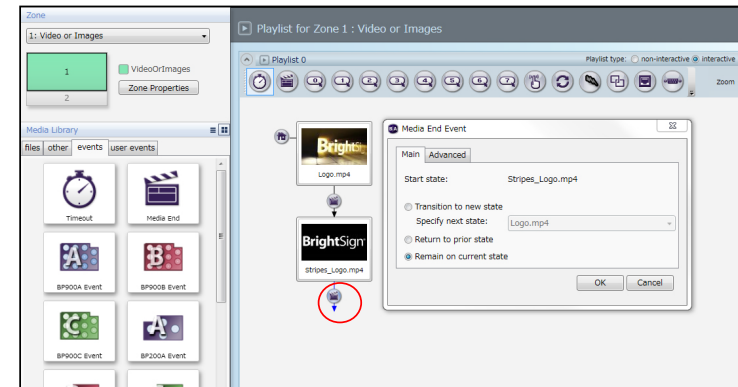 Zone
1: Video or Images
1
2
VideoOrImages
Zone Properties
Media Library
files other events user events
Timeout
Media End
BP900A Event
BP900B Event
BP900C Event
BP200A Event
Playlist for Zone 1 : Video or Images
Playlist 0
Playlist type: non-interactive interactive
Zoom
Logo.mp4
BrightSign
Stripes_Logo.mp4
Media End Event
Main Advanced
Start state: Stripes_Logo.mp4
Transition to new state
Specify next state: Logo.mp4
Return to prior state
Remain on current state
OK Cancel